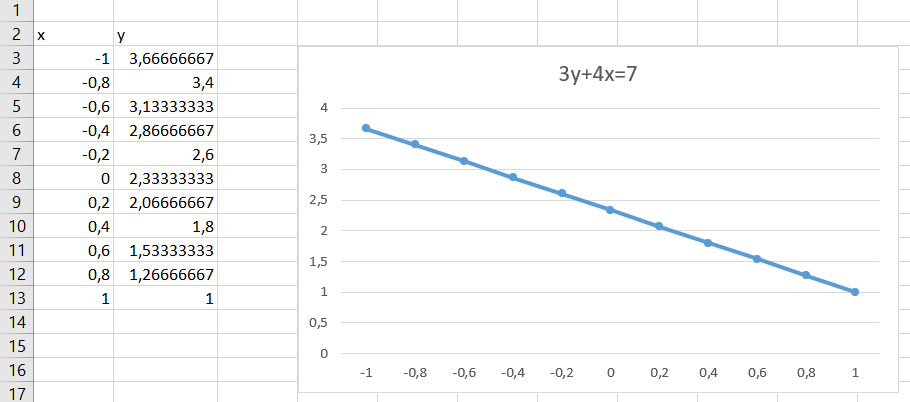 1
2 x y
3 -1 3,66666667
4 -0,8 3,4
5 -0,6 3,13333333
6 -0,4 2,86666667
7 -0,2 2,6
8 0 2,33333333
9 0,2 2,06666667
10 0,4 1,8
11 0,6 1,53333333
12 0,8 1,26666667
13 1 1
14
15
16
17
3y+4x=7
4
3,5
3
2,5
2
1,5
1
0,5
0
-1 -0,8 -0,6 -0,4 -0,2 0 0,2 0,4 0,6 0,8 1